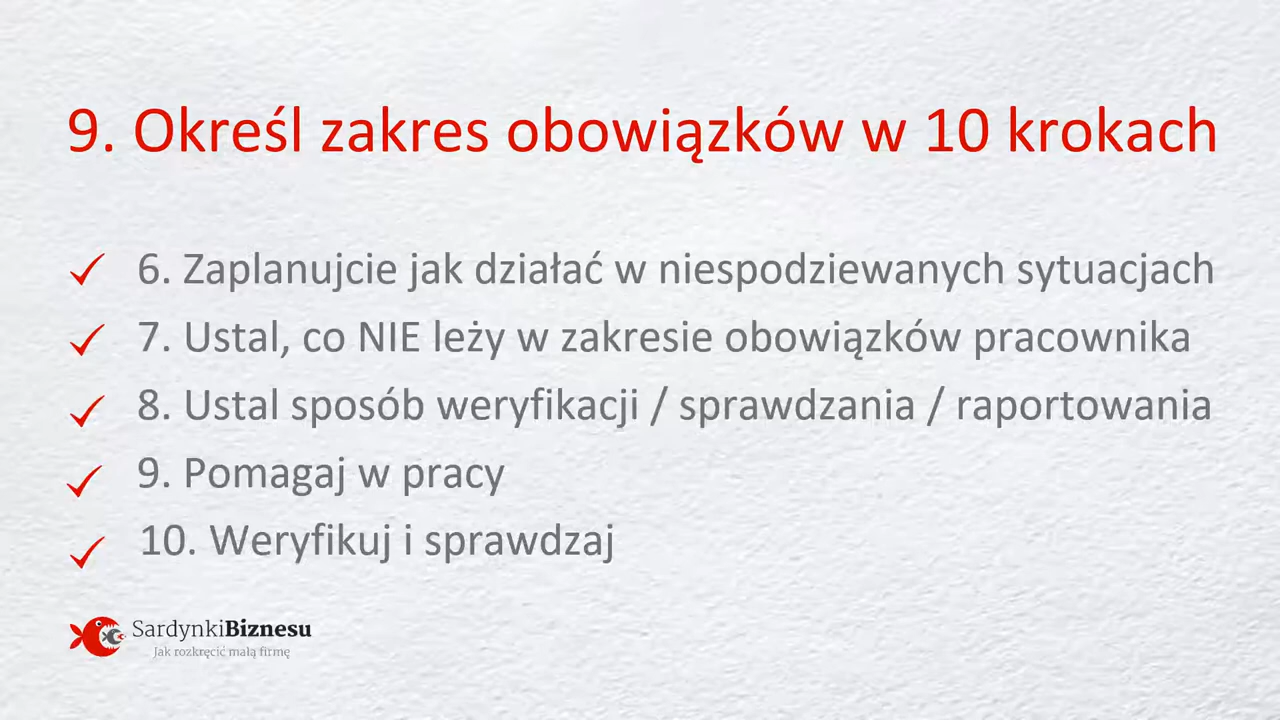 9. Określ zakres obowiązków w 10 krokach
6. Zaplanujcie jak działać w niespodziewanych sytuacjach
7. Ustal, co NIE leży w zakresie obowiązków pracownika
8. Ustal sposób weryfikacji / sprawdzania / raportowania
9. Pomagaj w pracy
10. Weryfikuj i sprawdzaj
SardynkiBiznesu
Jak rozkręcić małą firmę